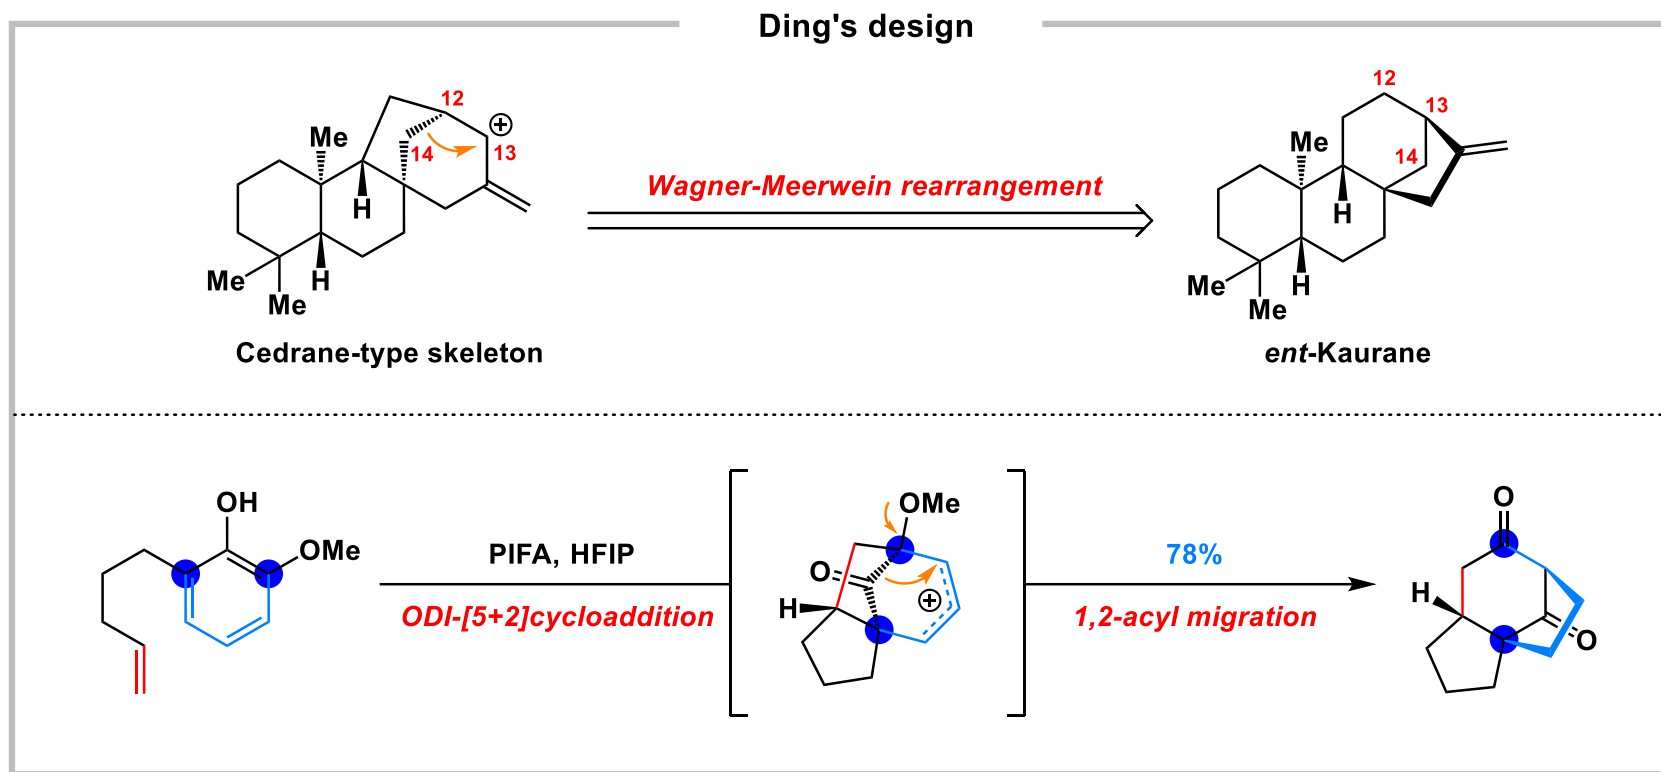 Ding's design
12
Me
14
13
H
H
Me
Me
Cedrane-type skeleton
Wagner-Meerwein rearrangement
12
13
Me
14
H
H
Me
Me
ent-Kaurane
OH
OMe
PIFA, HFIP
ODI-[5+2]cycloaddition
OMe
O
H
78%
1,2-acyl migration
O
H
O